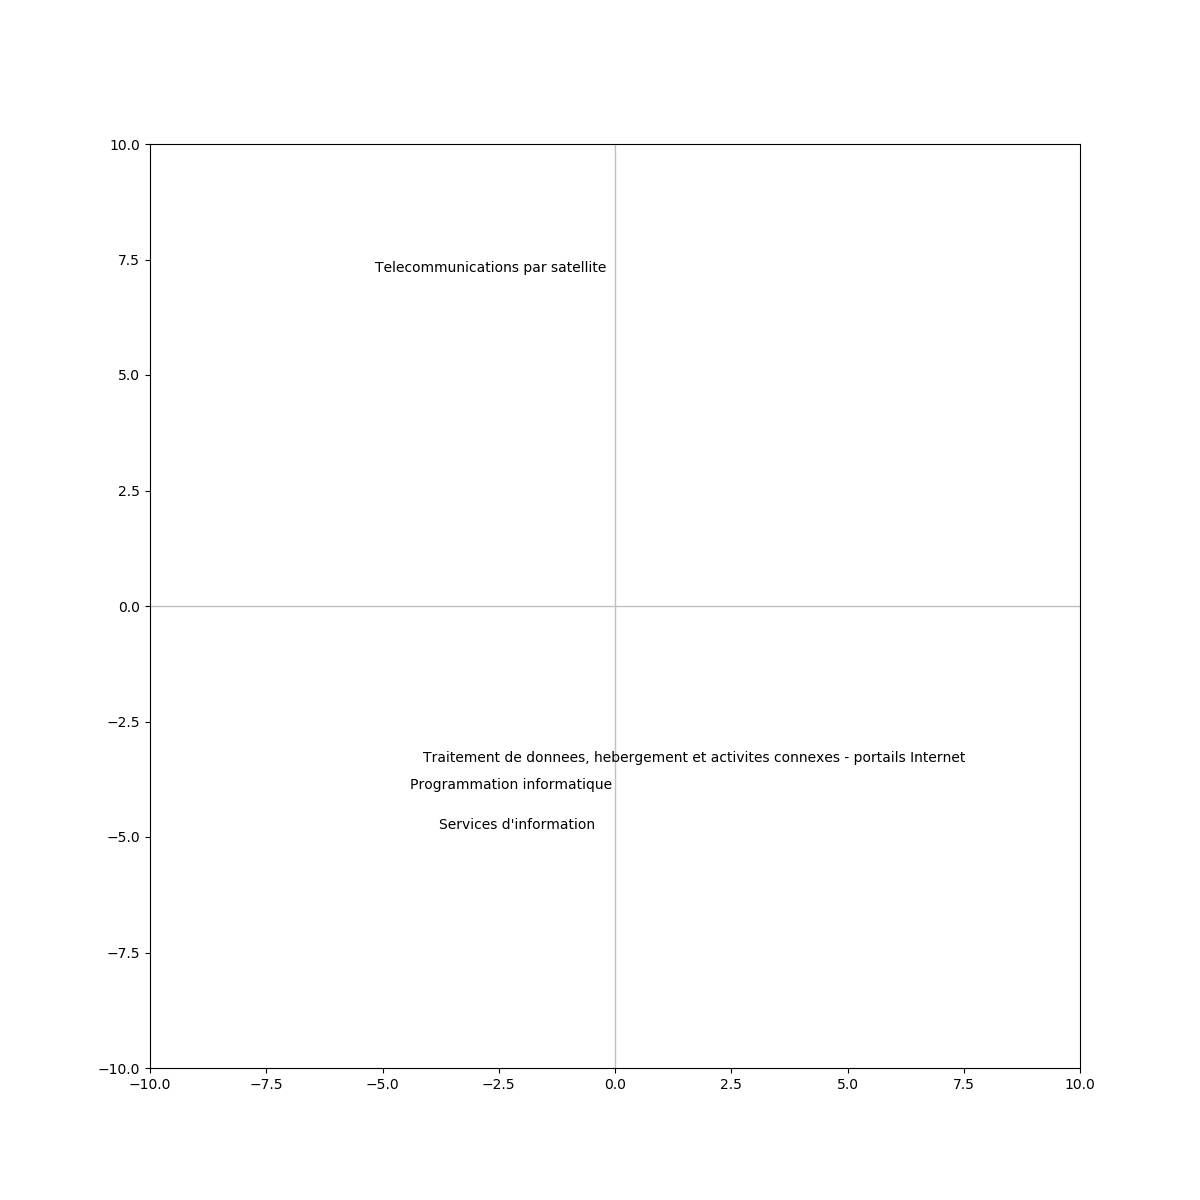 10.0
7.5
Telecommunications par satellite
5.0
2.5
0.0
−2.5
Traitement de donnees, hebergement et activites connexes - portails Internet
Programmation informatique
Services d'information
−5.0
−7.5
−10.0
−10.0 −7.5 −5.0 −2.5 0.0 2.5 5.0 7.5 10.0